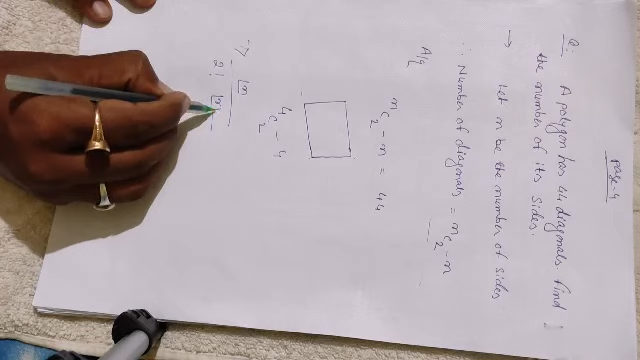 Page-4
Q: A polygon has 44 diagonals. Find
the number of its sides.
→ Let n be the number of sides
∴ Number of diagonals = ⁿC₂ - n
A/q
ⁿC₂ - n = 44
⁴C₂ - 4
⇒ |n
2! |n -